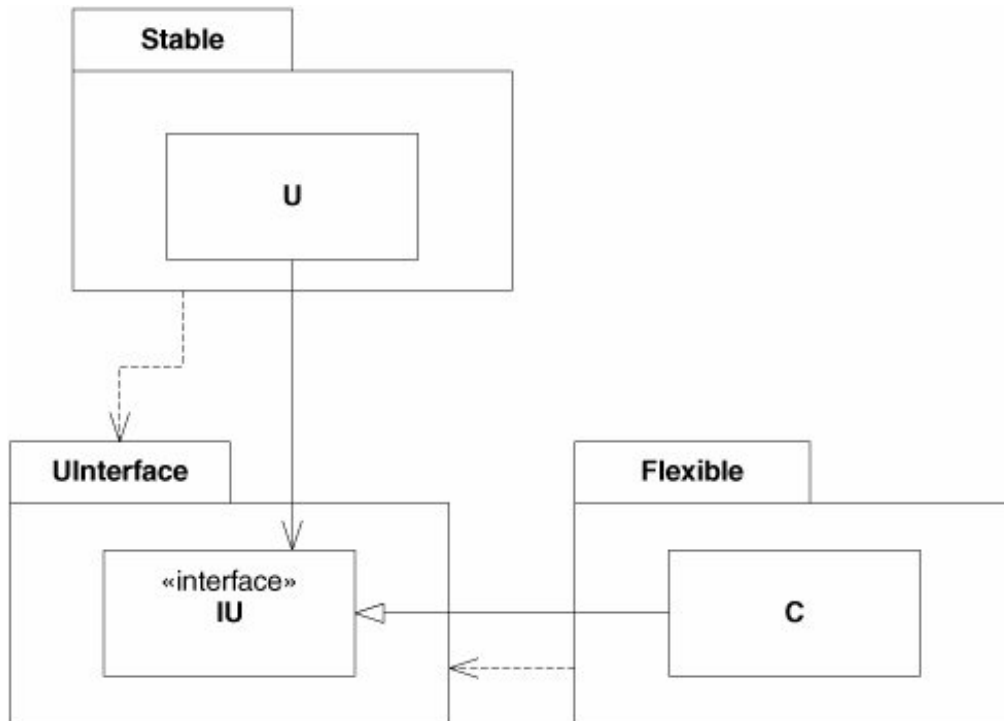 Stable
U
UInterface
Flexible
«interface»
IU
C